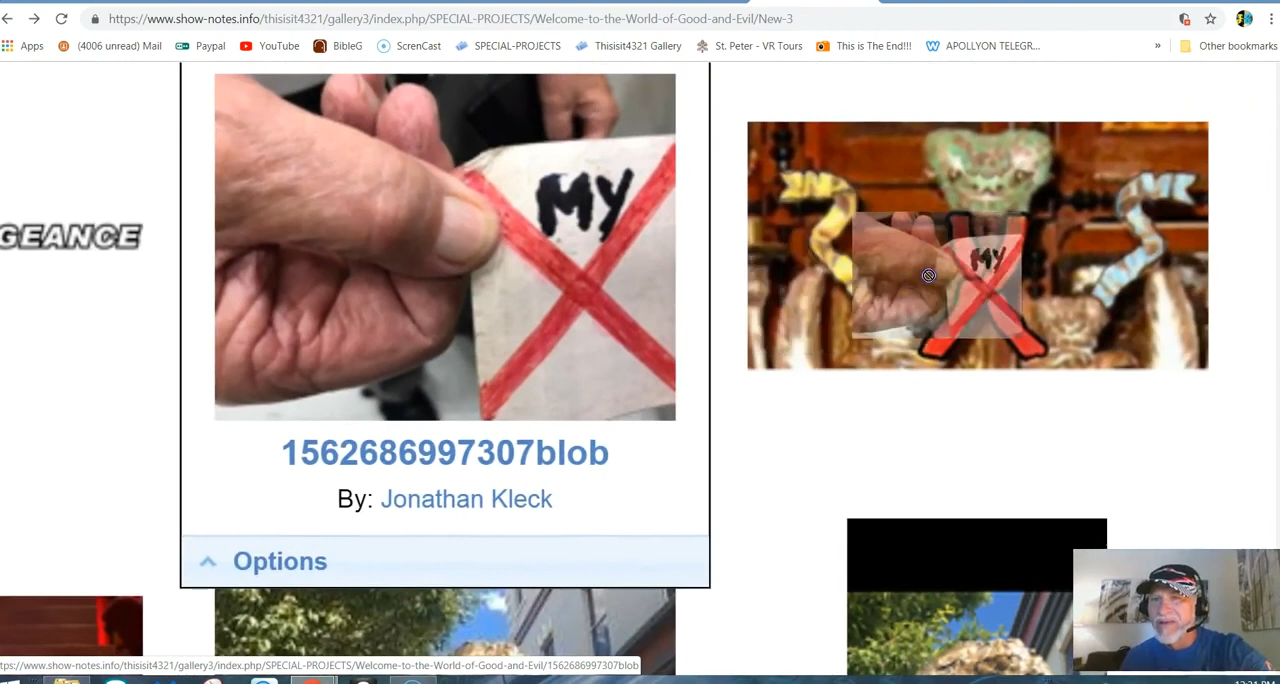 https://www.show-notes.info/thisisit4321/gallery3/index.php/SPECIAL-PROJECTS/Welcome-to-the-World-of-Good-and-Evil/New-3
Apps (4006 unread) Mail Paypal YouTube BibleG ScrenCast SPECIAL-PROJECTS Thisisit4321 Gallery St. Peter - VR Tours This is The End!!! APOLLYON TELEGR... » Other bookmarks
MY
MY
GEANCE
1562686997307blob
By: Jonathan Kleck
Options
ttps://www.show-notes.info/thisisit4321/gallery3/index.php/SPECIAL-PROJECTS/Welcome-to-the-World-of-Good-and-Evil/1562686997307blob